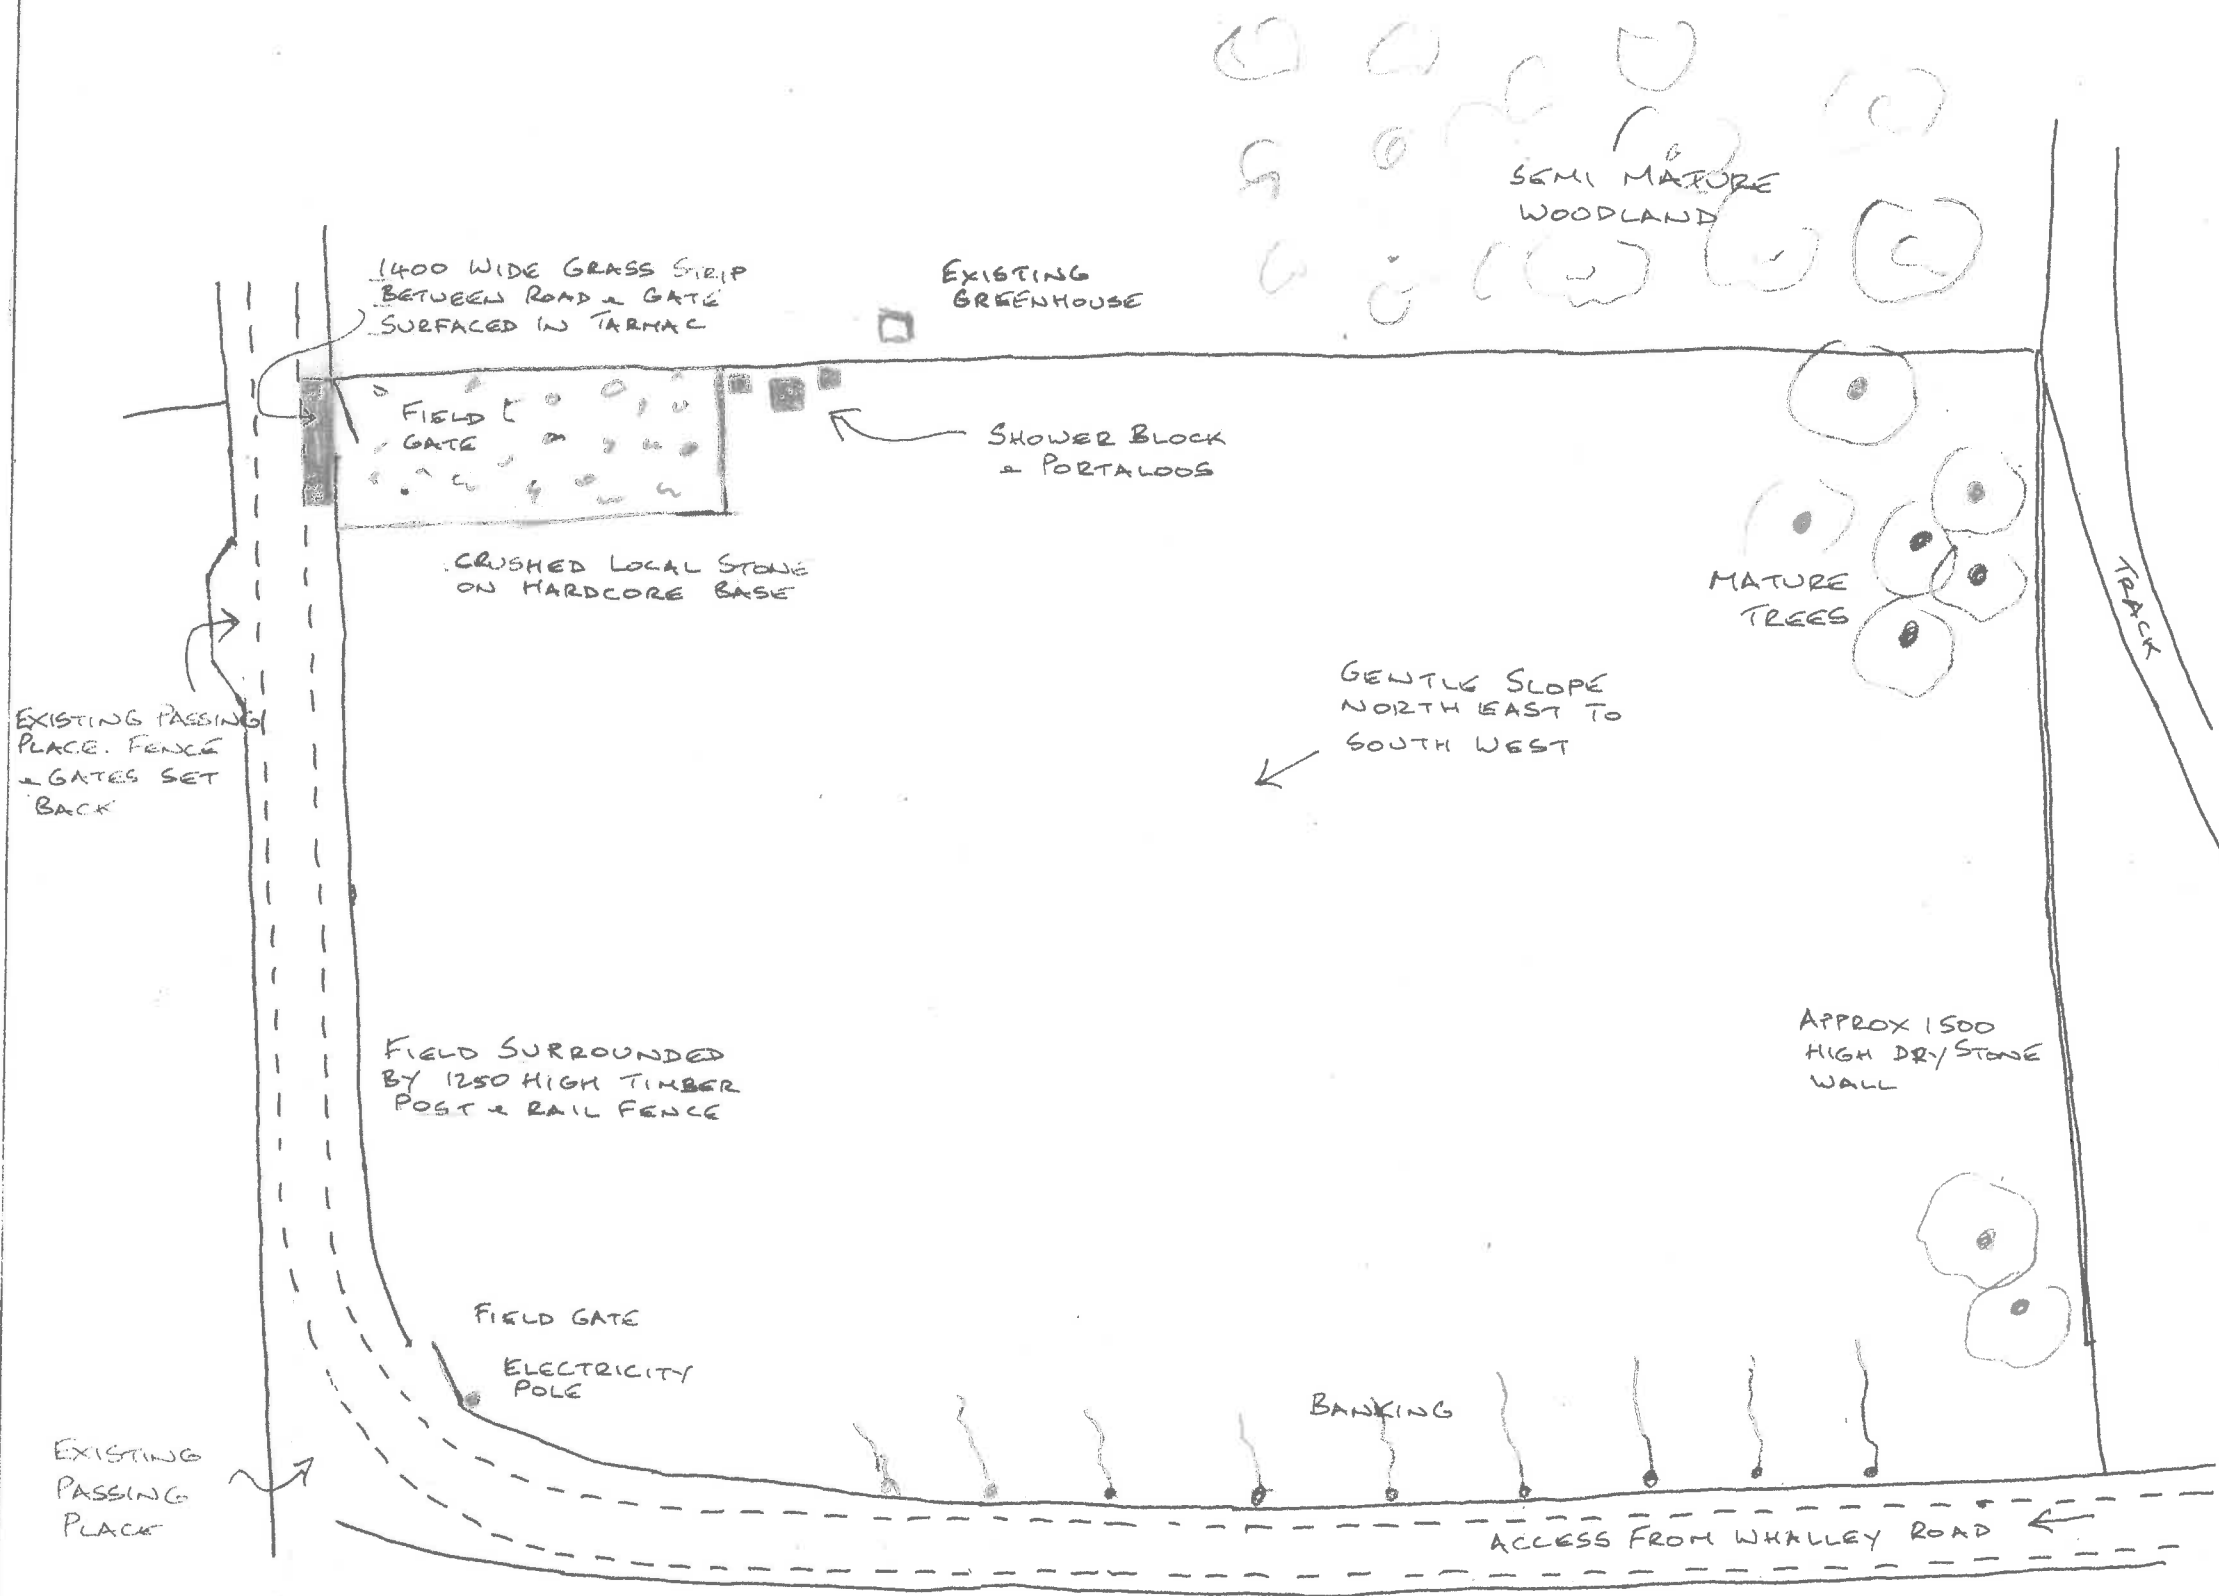 SEMI MATURE
WOODLAND
1400 WIDE GRASS STRIP
BETWEEN ROAD & GATE
SURFACED IN TARMAC
EXISTING
GREENHOUSE
FIELD
GATE
SHOWER BLOCK
& PORTALOOS
CRUSHED LOCAL STONE
ON HARDCORE BASE
MATURE
TREES
TRACK
GENTLE SLOPE
NORTH EAST TO
SOUTH WEST
EXISTING PASSING
PLACE. FENCE
& GATES SET
BACK
APPROX 1500
HIGH DRY STONE
WALL
FIELD SURROUNDED
BY 1250 HIGH TIMBER
POST & RAIL FENCE
FIELD GATE
ELECTRICITY
POLE
BANKING
EXISTING
PASSING
PLACE
ACCESS FROM WHALLEY ROAD